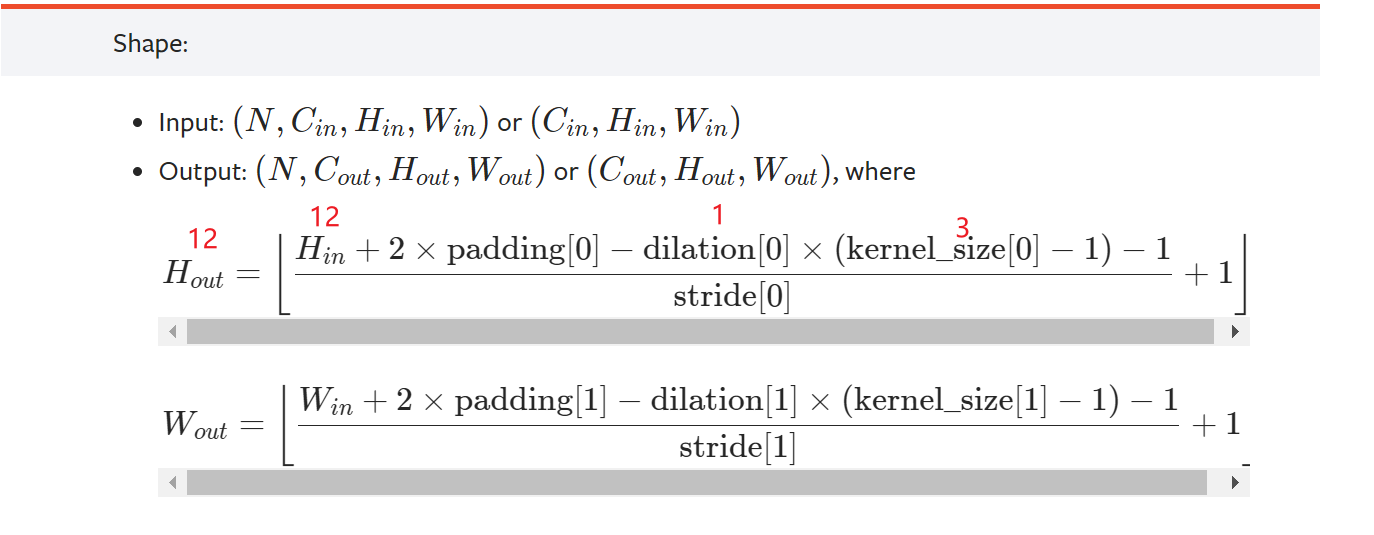 Shape:
• Input: (N, C_in, H_in, W_in) or (C_in, H_in, W_in)
• Output: (N, C_out, H_out, W_out) or (C_out, H_out, W_out), where
12 12 1 3
H_out = ⌊ (H_in + 2 × padding[0] − dilation[0] × (kernel_size[0] − 1) − 1) / stride[0] + 1 ⌋
W_out = ⌊ (W_in + 2 × padding[1] − dilation[1] × (kernel_size[1] − 1) − 1) / stride[1] + 1 ⌋